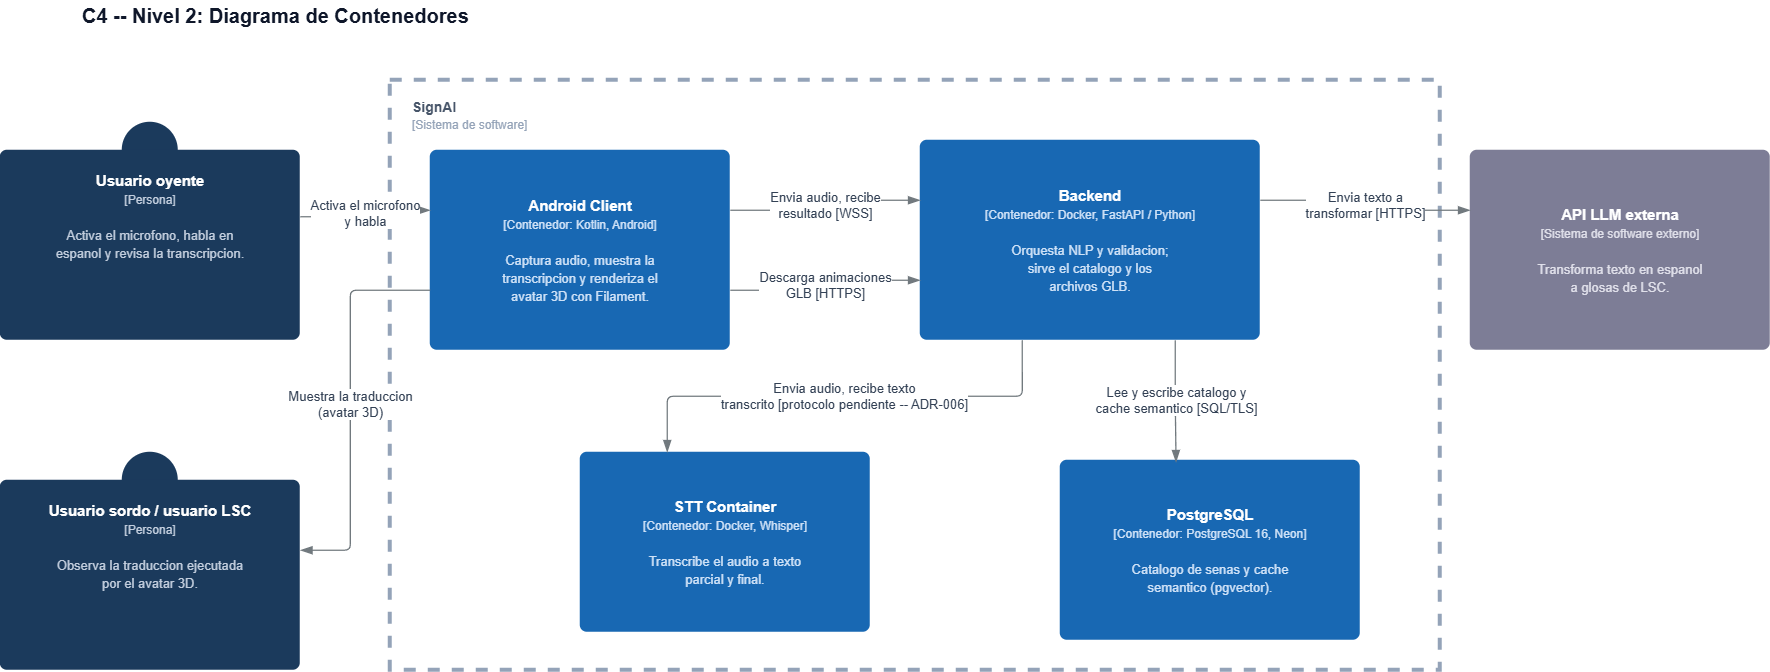 C4 -- Nivel 2: Diagrama de Contenedores
SignAI
[Sistema de software]
Usuario oyente
[Persona]
Activa el microfono, habla en
espanol y revisa la transcripcion.
Activa el microfono
y habla
Android Client
[Contenedor: Kotlin, Android]
Captura audio, muestra la
transcripcion y renderiza el
avatar 3D con Filament.
Envia audio, recibe
resultado [WSS]
Descarga animaciones
GLB [HTTPS]
Backend
[Contenedor: Docker, FastAPI / Python]
Orquesta NLP y validacion;
sirve el catalogo y los
archivos GLB.
Envia texto a
transformar [HTTPS]
API LLM externa
[Sistema de software externo]
Transforma texto en espanol
a glosas de LSC.
Muestra la traduccion
(avatar 3D)
Envia audio, recibe texto
transcrito [protocolo pendiente -- ADR-006]
Lee y escribe catalogo y
cache semantico [SQL/TLS]
Usuario sordo / usuario LSC
[Persona]
Observa la traduccion ejecutada
por el avatar 3D.
STT Container
[Contenedor: Docker, Whisper]
Transcribe el audio a texto
parcial y final.
PostgreSQL
[Contenedor: PostgreSQL 16, Neon]
Catalogo de senas y cache
semantico (pgvector).